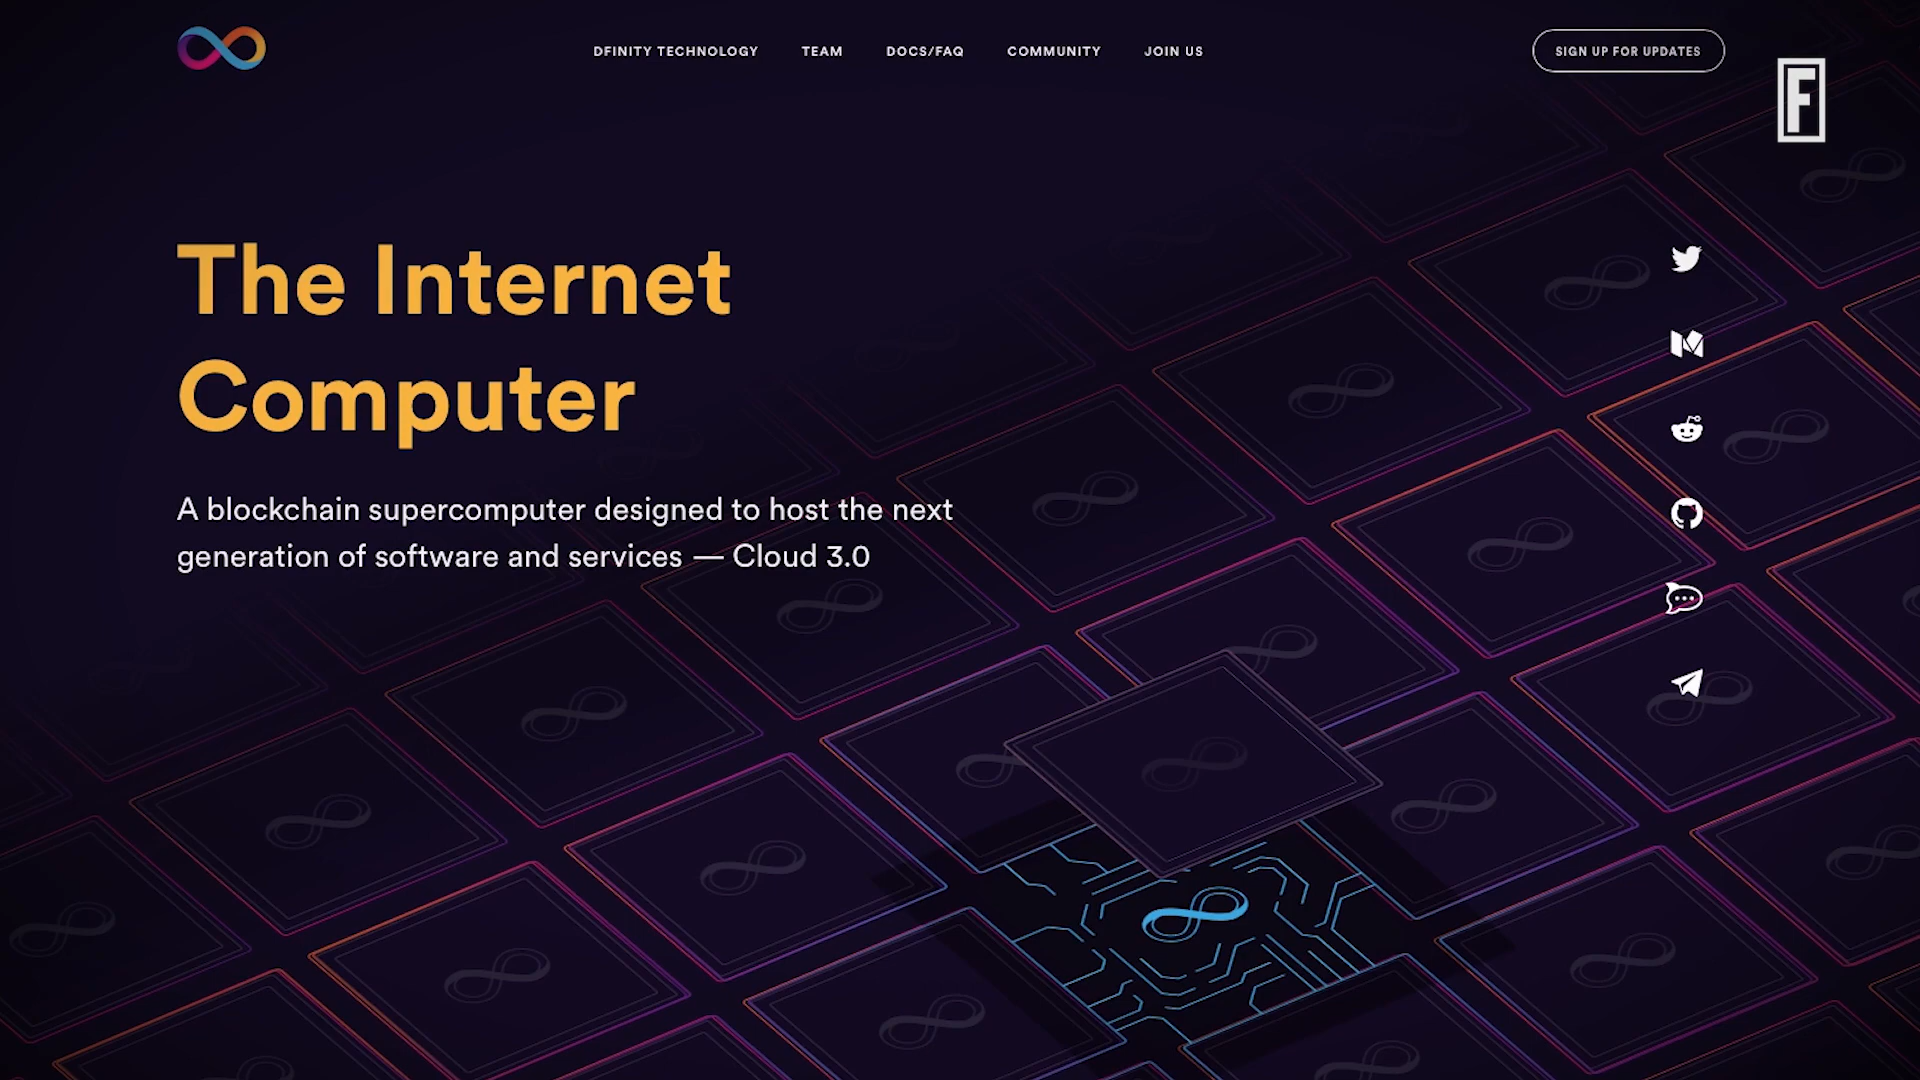 DFINITY TECHNOLOGY
TEAM
DOCS/FAQ
COMMUNITY
JOIN US
SIGN UP FOR UPDATES
F
The Internet
Computer
A blockchain supercomputer designed to host the next
generation of software and services — Cloud 3.0